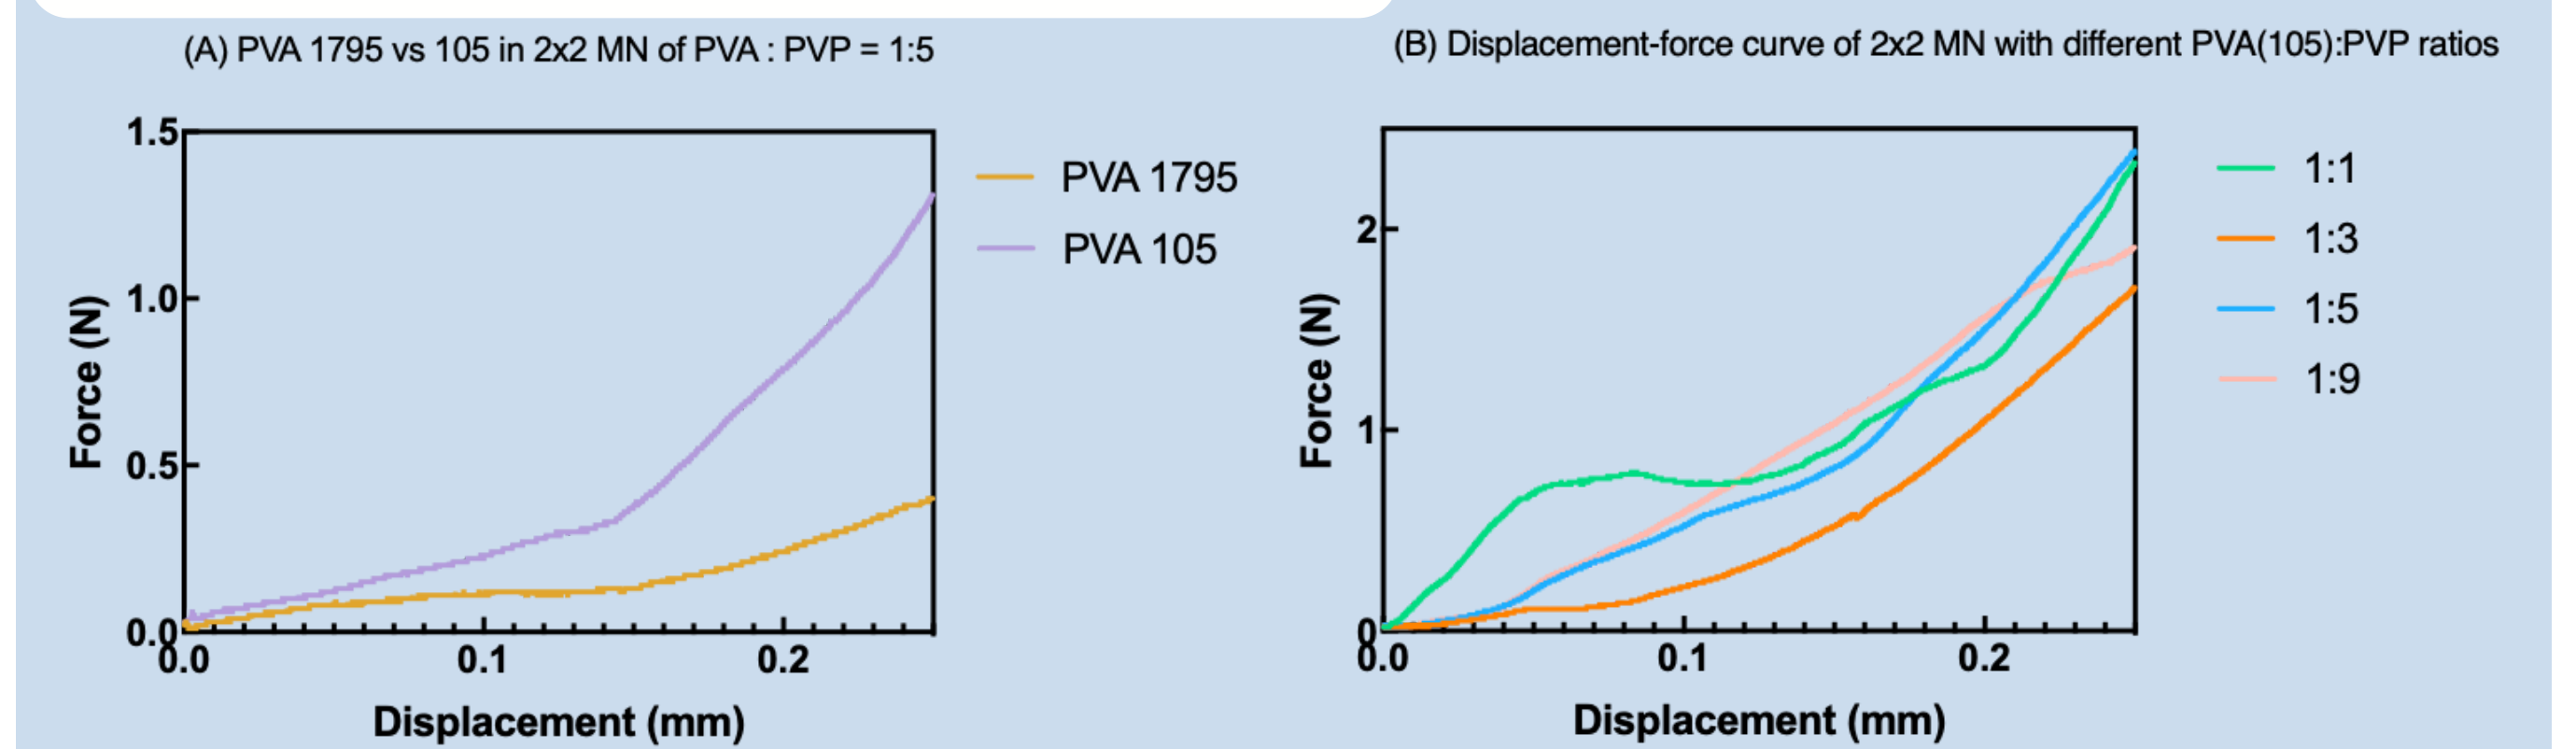 (A) PVA 1795 vs 105 in 2x2 MN of PVA : PVP = 1:5
1.5
1.0
0.5
0.0
0.0
0.1
0.2
Force (N)
Displacement (mm)
PVA 1795
PVA 105
(B) Displacement-force curve of 2x2 MN with different PVA(105):PVP ratios
2
1
0
0.0
0.1
0.2
Force (N)
Displacement (mm)
1:1
1:3
1:5
1:9